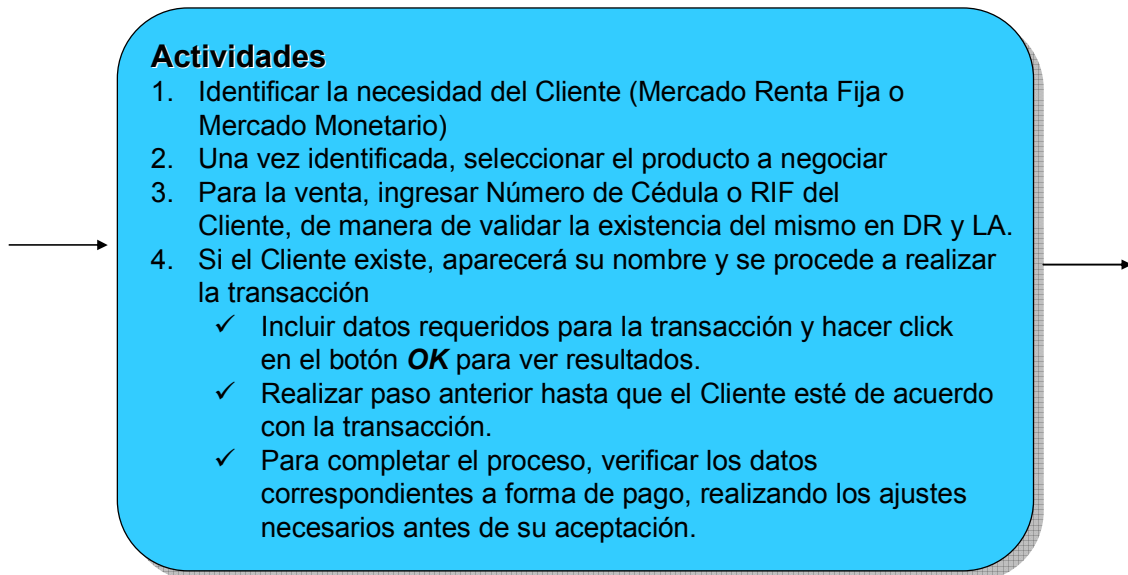 Actividades
1. Identificar la necesidad del Cliente (Mercado Renta Fija o
Mercado Monetario)
2. Una vez identificada, seleccionar el producto a negociar
3. Para la venta, ingresar Número de Cédula o RIF del
Cliente, de manera de validar la existencia del mismo en DR y LA.
4. Si el Cliente existe, aparecerá su nombre y se procede a realizar
la transacción
✓ Incluir datos requeridos para la transacción y hacer click
en el botón OK para ver resultados.
✓ Realizar paso anterior hasta que el Cliente esté de acuerdo
con la transacción.
✓ Para completar el proceso, verificar los datos
correspondientes a forma de pago, realizando los ajustes
necesarios antes de su aceptación.